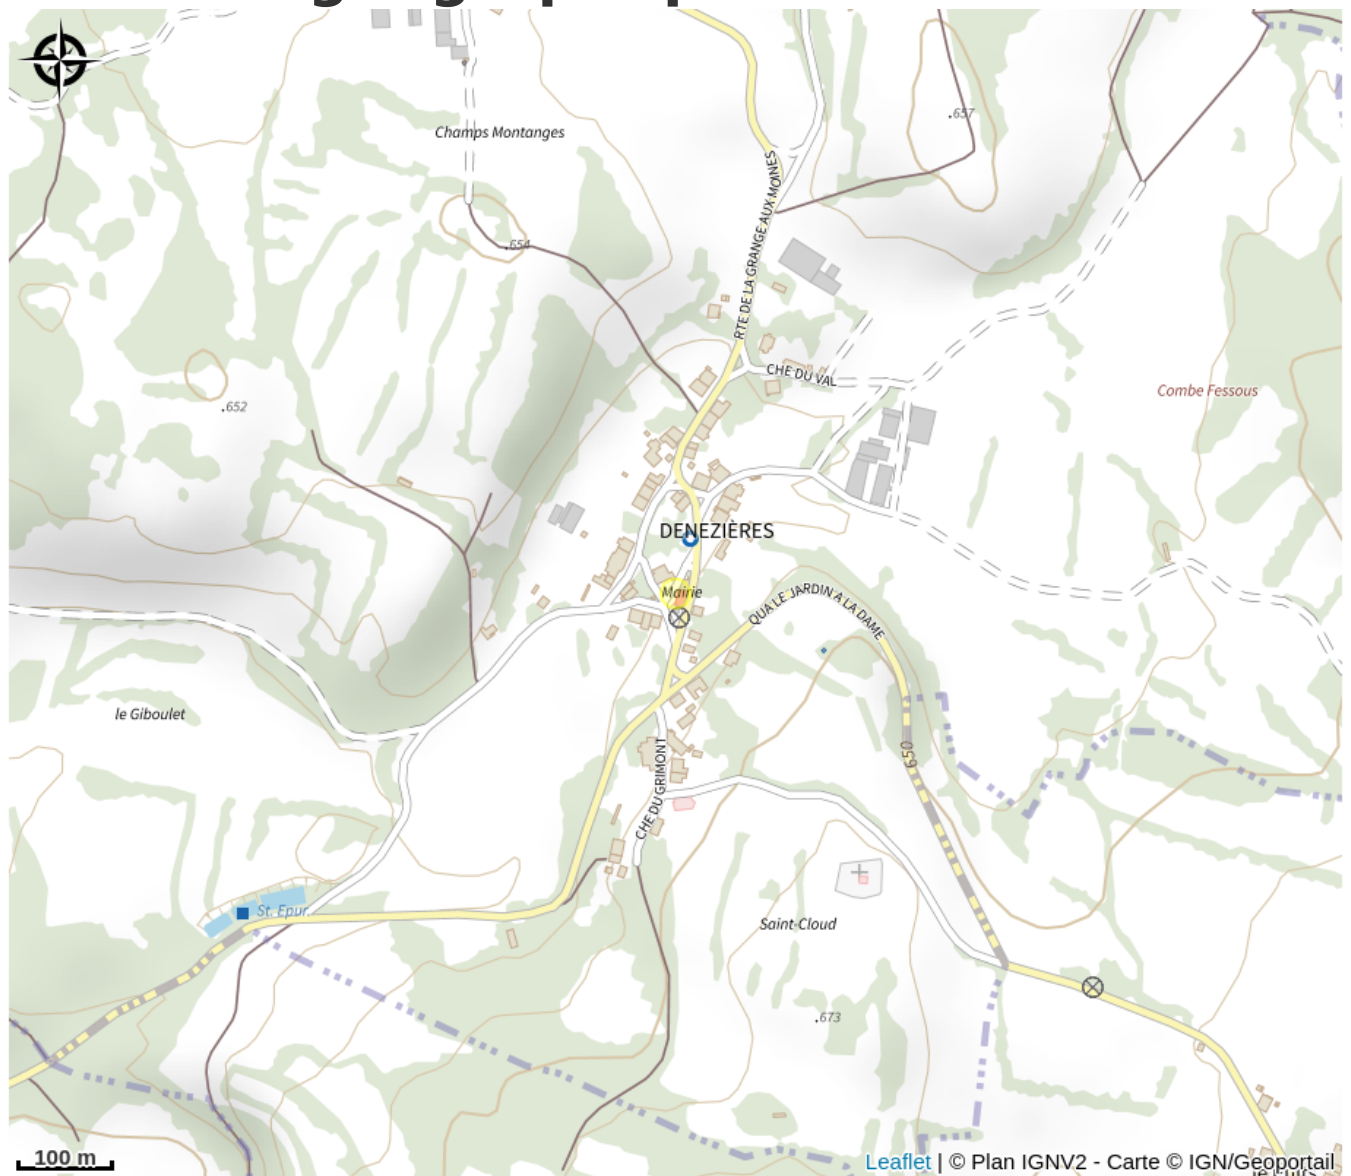 Champs Montanges
.657
RTE DE LA GRANGE AUX MOINES
.654
CHE DU VAL
Combe Fessous
.652
DENEZIÈRES
Mairie
QUA LE JARDIN A LA DAME
le Giboulet
650
CHE DU GRIMONT
St. Epur.
Saint-Cloud
.673
100 m
Leaflet | © Plan IGNV2 - Carte © IGN/Geoportail